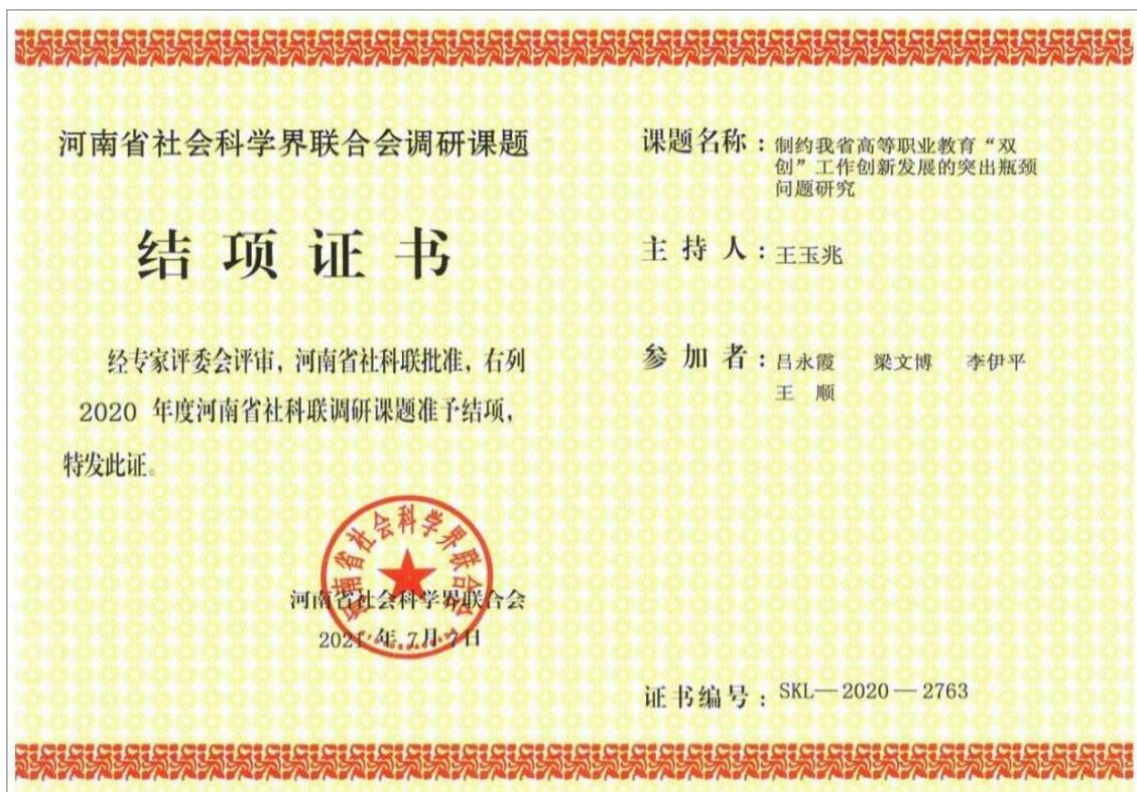 河南省社会科学界联合会调研课题
结项证书
经专家评委会评审，河南省社科联批准，右列
2020 年度河南省社科联调研课题准予结项，
特发此证。
河南省社会科学界联合会
河南省社会科学界联合会
2021 年 7月 7日
课题名称：制约我省高等职业教育“双
创”工作创新发展的突出瓶颈
问题研究
主 持 人：王玉兆
参 加 者：吕永霞 梁文博 李伊平
王 顺
证书编号：SKL—2020—2763